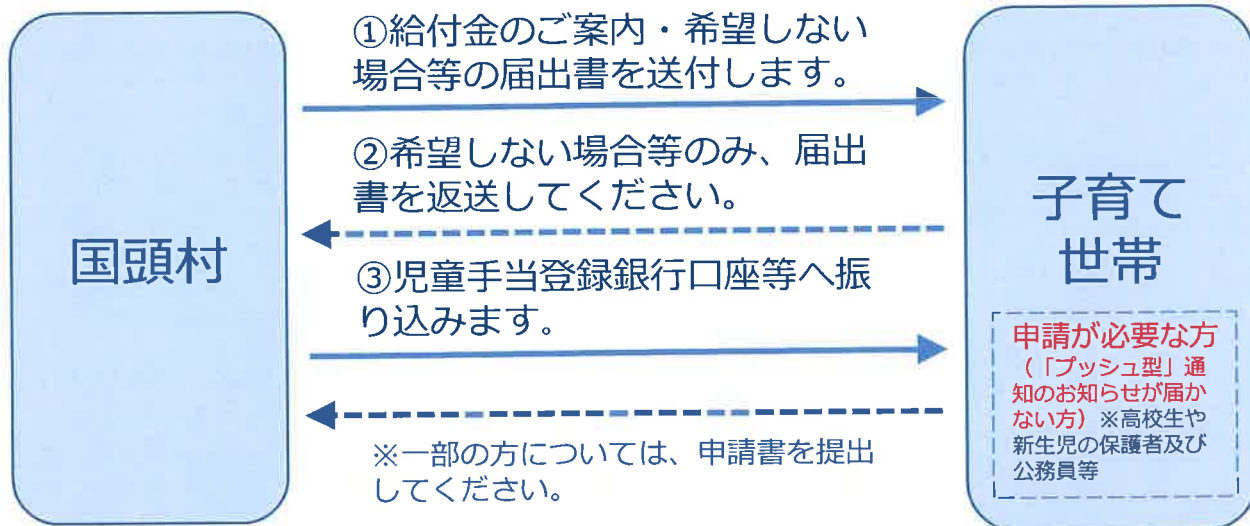 国頭村
①給付金のご案内・希望しない
場合等の届出書を送付します。
②希望しない場合等のみ、届出
書を返送してください。
③児童手当登録銀行口座等へ振
り込みます。
※一部の方については、申請書を提出
してください。
子育て
世帯
申請が必要な方
（「プッシュ型」通
知のお知らせが届か
ない方）※高校生や
新生児の保護者及び
公務員等